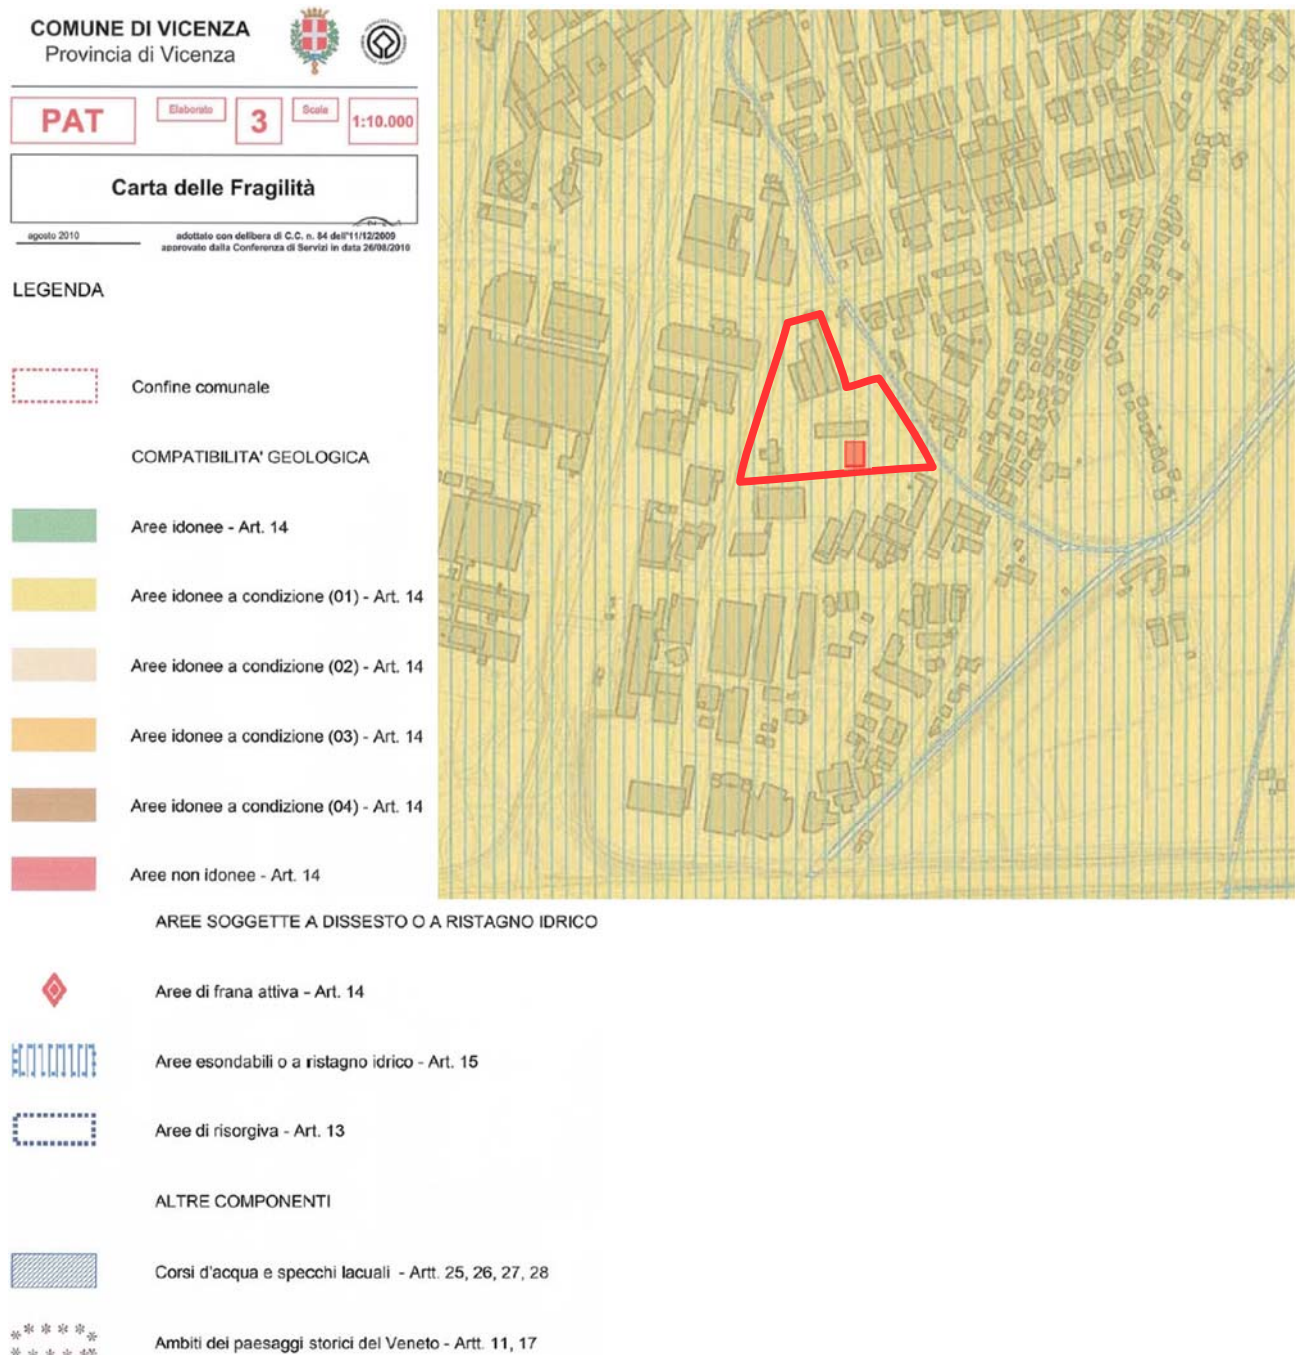 COMUNE DI VICENZA
Provincia di Vicenza
PAT
Elaborato
3
Scala
1:10.000
Carta delle Fragilità
agosto 2010
adottato con delibera di C.C. n. 84 dell'11/12/2009
approvato dalla Conferenza di Servizi in data 26/08/2010
LEGENDA
Confine comunale
COMPATIBILITA' GEOLOGICA
Aree idonee - Art. 14
Aree idonee a condizione (01) - Art. 14
Aree idonee a condizione (02) - Art. 14
Aree idonee a condizione (03) - Art. 14
Aree idonee a condizione (04) - Art. 14
Aree non idonee - Art. 14
AREE SOGGETTE A DISSESTO O A RISTAGNO IDRICO
Aree di frana attiva - Art. 14
Aree esondabili o a ristagno idrico - Art. 15
Aree di risorgiva - Art. 13
ALTRE COMPONENTI
Corsi d'acqua e specchi lacuali - Artt. 25, 26, 27, 28
Ambiti dei paesaggi storici del Veneto - Artt. 11, 17